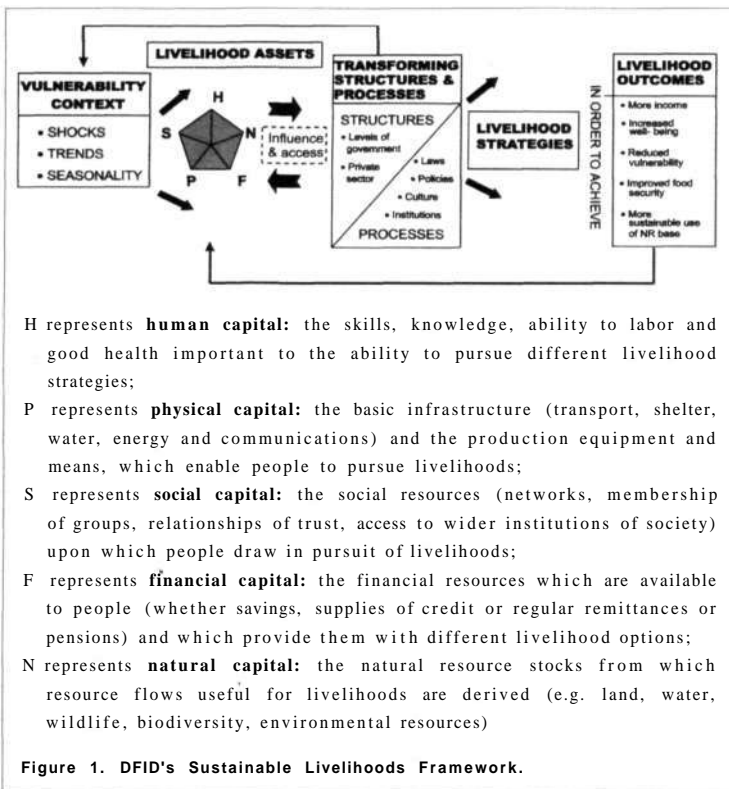 LIVELIHOOD ASSETS
VULNERABILITY
CONTEXT
• SHOCKS
• TRENDS
• SEASONALITY
H
S
N
P
F
Influence
& access
TRANSFORMING
STRUCTURES &
PROCESSES
STRUCTURES
• Levels of
government
• Private
sector
• Laws
• Policies
• Culture
• Institutions
PROCESSES
LIVELIHOOD
STRATEGIES
IN ORDER TO ACHIEVE
LIVELIHOOD
OUTCOMES
• More income
• Increased
well- being
• Reduced
vulnerability
• Improved food
security
• More
sustainable use
of NR base
H represents human capital: the skills, knowledge, ability to labor and
good health important to the ability to pursue different livelihood
strategies;
P represents physical capital: the basic infrastructure (transport, shelter,
water, energy and communications) and the production equipment and
means, which enable people to pursue livelihoods;
S represents social capital: the social resources (networks, membership
of groups, relationships of trust, access to wider institutions of society)
upon which people draw in pursuit of livelihoods;
F represents financial capital: the financial resources which are available
to people (whether savings, supplies of credit or regular remittances or
pensions) and which provide them with different livelihood options;
N represents natural capital: the natural resource stocks from which
resource flows useful for livelihoods are derived (e.g. land, water,
wildlife, biodiversity, environmental resources)
Figure 1. DFID's Sustainable Livelihoods Framework.